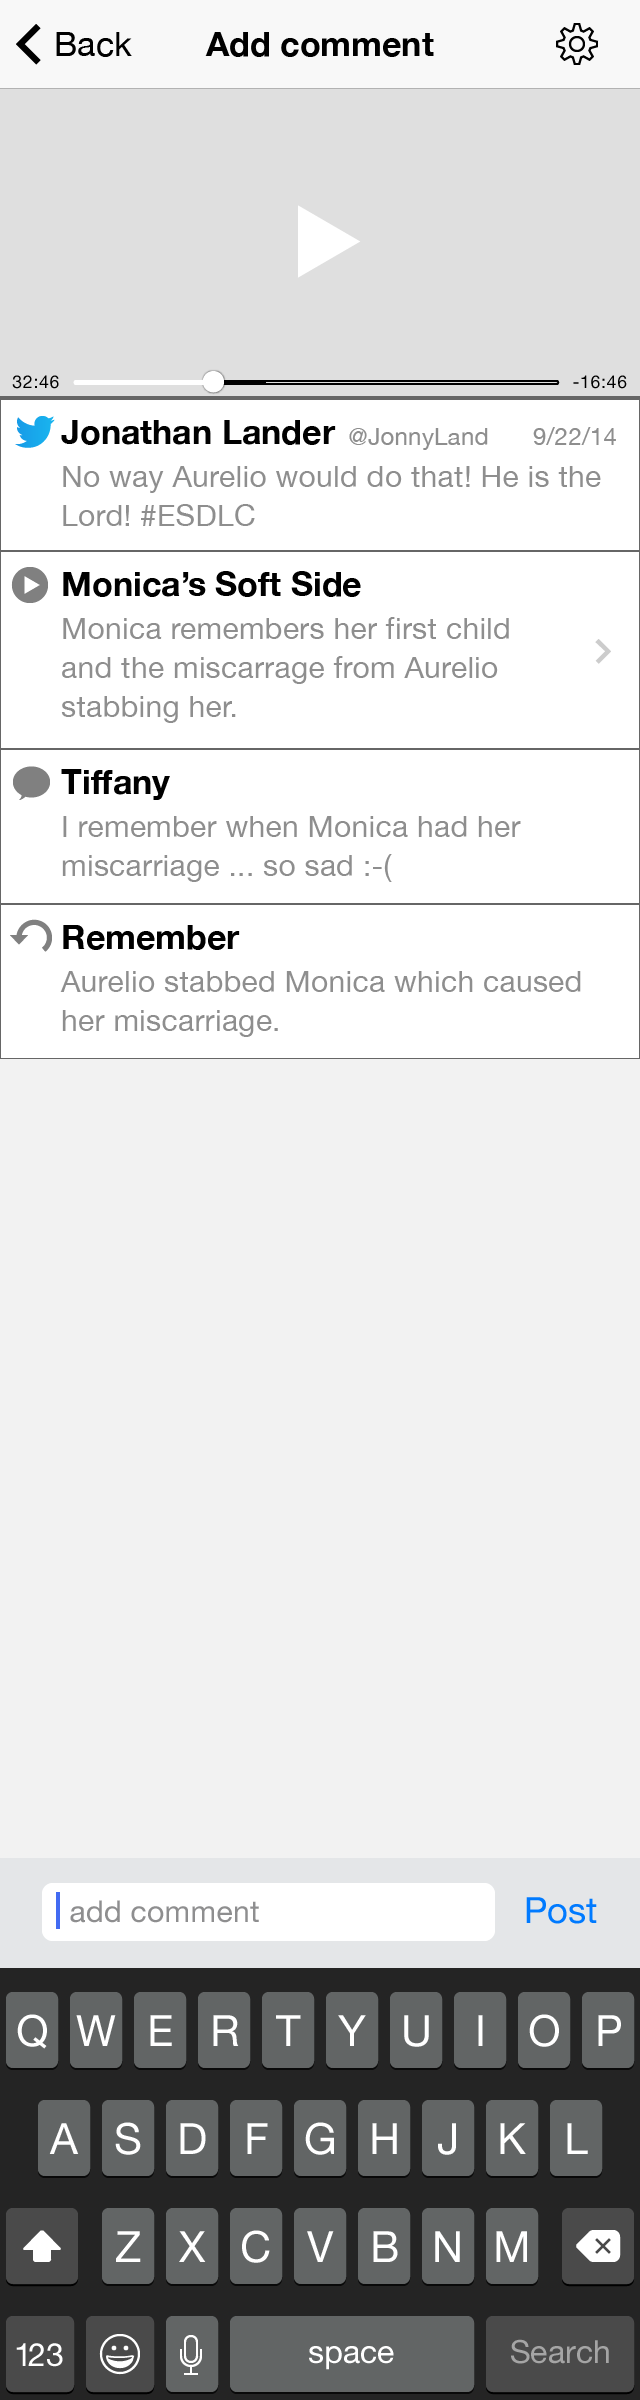 Back Add comment
32:46 -16:46
Jonathan Lander @JonnyLand 9/22/14
No way Aurelio would do that! He is the
Lord! #ESDLC
Monica’s Soft Side
Monica remembers her first child
and the miscarrage from Aurelio
stabbing her.
Tiffany
I remember when Monica had her
miscarriage ... so sad :-(
Remember
Aurelio stabbed Monica which caused
her miscarriage.
add comment Post
Q W E R T Y U I O P
A S D F G H J K L
Z X C V B N M
123 space Search